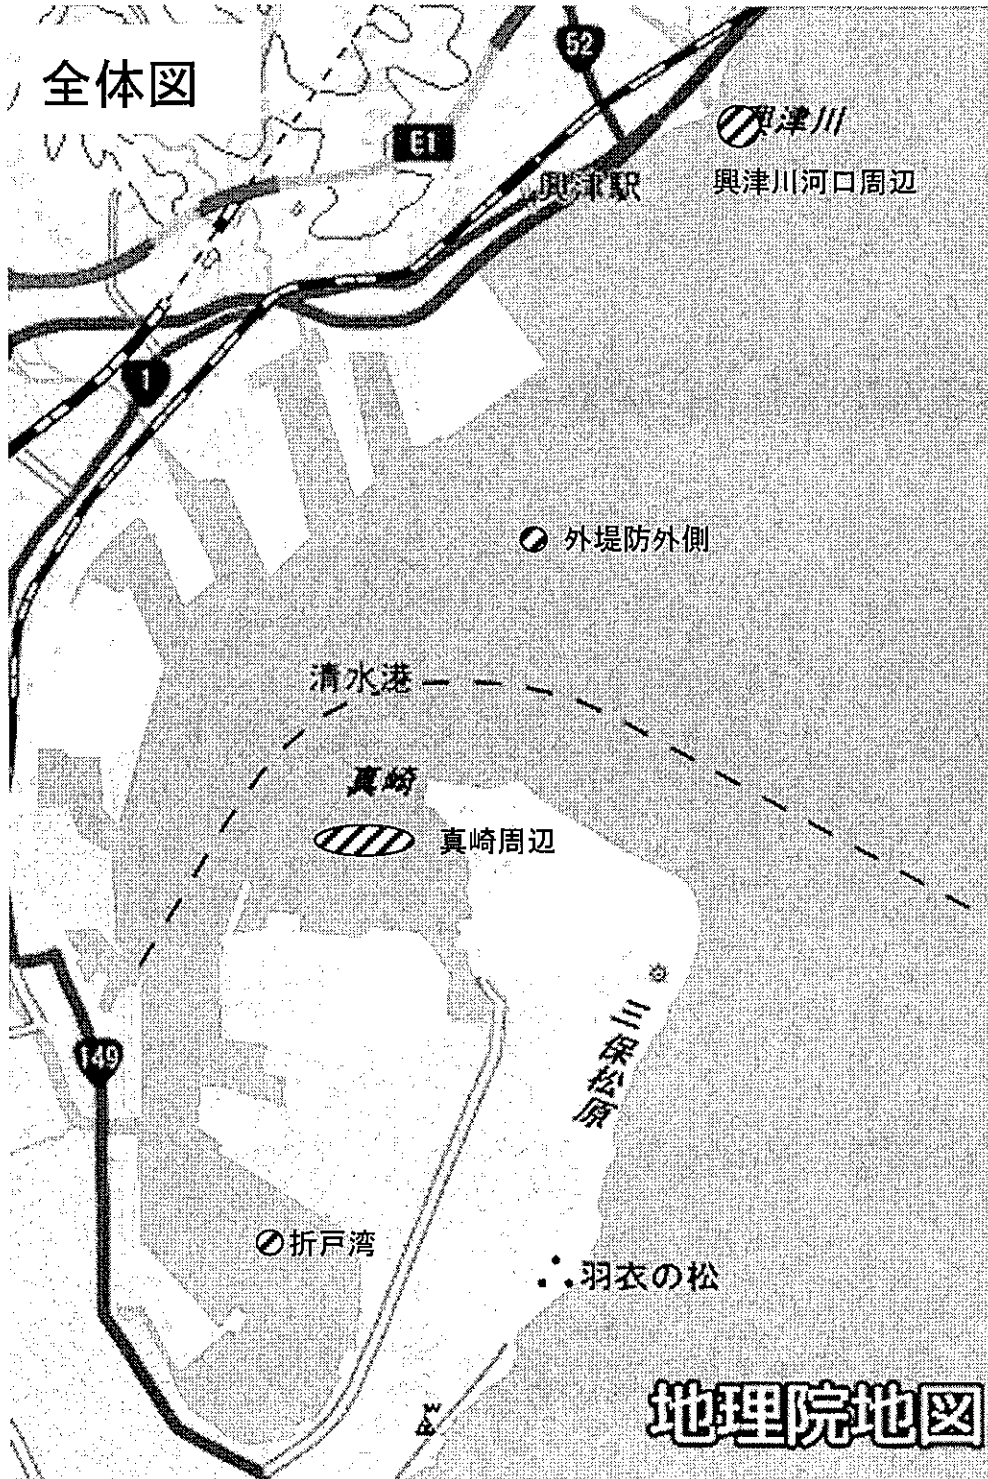 全体図
52
E1
興津川
興津駅
興津川河口周辺
1
外堤防外側
清水港
真崎
真崎周辺
三保松原
149
折戸湾
羽衣の松
地理院地図